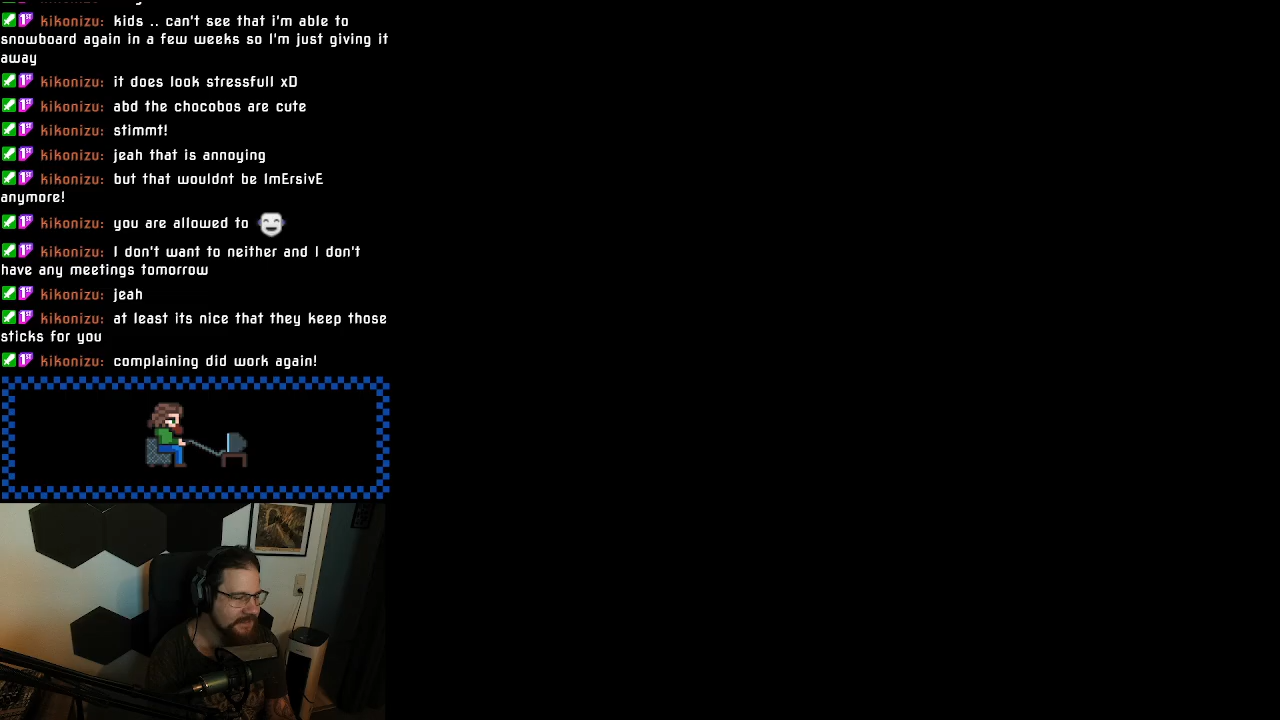 kikonizu: kids .. can't see that i'm able to
snowboard again in a few weeks so I'm just giving it
away
kikonizu: it does look stressfull xD
kikonizu: abd the chocobos are cute
kikonizu: stimmt!
kikonizu: jeah that is annoying
kikonizu: but that wouldnt be ImErsivE
anymore!
kikonizu: you are allowed to
kikonizu: I don't want to neither and I don't
have any meetings tomorrow
kikonizu: jeah
kikonizu: at least its nice that they keep those
sticks for you
kikonizu: complaining did work again!